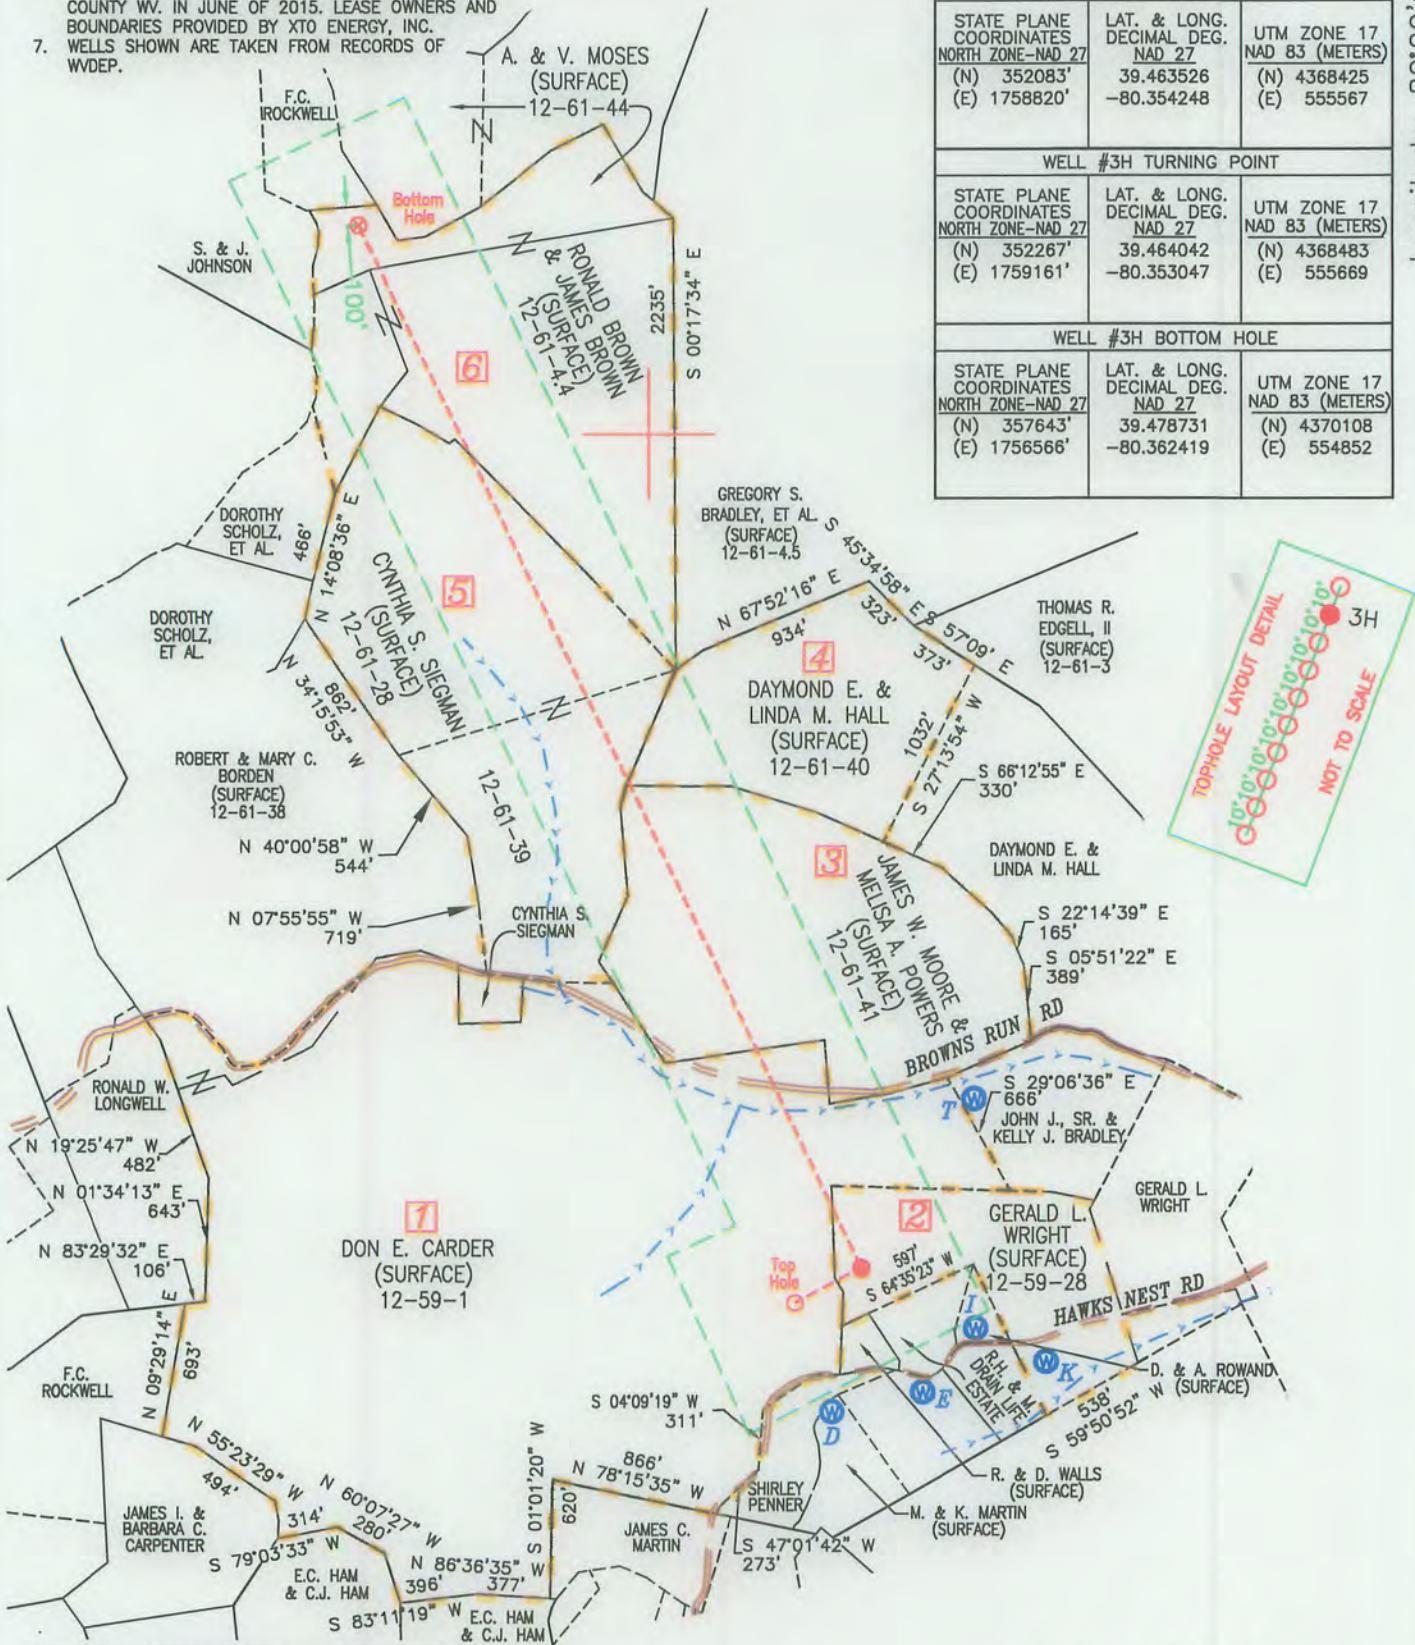 COUNTY WV. IN JUNE OF 2015. LEASE OWNERS AND
BOUNDARIES PROVIDED BY XTO ENERGY, INC.
7. WELLS SHOWN ARE TAKEN FROM RECORDS OF
WVDEP.
STATE PLANE
COORDINATES
NORTH ZONE-NAD 27
(N) 352083'
(E) 1758820'
LAT. & LONG.
DECIMAL DEG.
NAD 27
39.463526
-80.354248
UTM ZONE 17
NAD 83 (METERS)
(N) 4368425
(E) 555567
WELL #3H TURNING POINT
STATE PLANE
COORDINATES
NORTH ZONE-NAD 27
(N) 352267'
(E) 1759161'
LAT. & LONG.
DECIMAL DEG.
NAD 27
39.464042
-80.353047
UTM ZONE 17
NAD 83 (METERS)
(N) 4368483
(E) 555669
WELL #3H BOTTOM HOLE
STATE PLANE
COORDINATES
NORTH ZONE-NAD 27
(N) 357643'
(E) 1756566'
LAT. & LONG.
DECIMAL DEG.
NAD 27
39.478731
-80.362419
UTM ZONE 17
NAD 83 (METERS)
(N) 4370108
(E) 554852
A. & V. MOSES
(SURFACE)
12-61-44
F.C.
ROCKWELL
Bottom
Hole
100'
S. & J.
JOHNSON
RONALD BROWN
& JAMES BROWN
(SURFACE)
12-61-4.4
2235'
S 00°17'34" E
6
GREGORY S.
BRADLEY, ET AL.
(SURFACE)
12-61-4.5
S 45°34'58" E
323'
S 57°09' E
373'
N 67°52'16" E
934'
THOMAS R.
EDGELL, II
(SURFACE)
12-61-3
TOPHOLE LAYOUT DETAIL
10'10'10'10'10'10'10'10'10'
3H
NOT TO SCALE
DOROTHY
SCHOLZ,
ET AL.
466'
N 14°08'36" E
DOROTHY
SCHOLZ,
ET AL.
5
CYNTHIA S. SIEGMAN
(SURFACE)
12-61-28
862'
N 34°15'53" W
4
DAYMOND E. &
LINDA M. HALL
(SURFACE)
12-61-40
1032'
S 27°13'54" W
S 66°12'55" E
330'
ROBERT & MARY C.
BORDEN
(SURFACE)
12-61-38
12-61-39
N 40°00'58" W
544'
DAYMOND E. &
LINDA M. HALL
3
JAMES W. MOORE &
MELISA A. POWERS
(SURFACE)
12-61-41
N 07°55'55" W
719'
CYNTHIA S.
SIEGMAN
S 22°14'39" E
165'
S 05°51'22" E
389'
BROWNS RUN RD
RONALD W.
LONGWELL
N 19°25'47" W
482'
T
W
S 29°06'36" E
666'
JOHN J., SR. &
KELLY J. BRADLEY
N 01°34'13" E
643'
N 83°29'32" E
106'
1
DON E. CARDER
(SURFACE)
12-59-1
2
GERALD L.
WRIGHT
(SURFACE)
12-59-28
GERALD L.
WRIGHT
Top
Hole
597'
S 64°35'23" W
HAWKS NEST RD
I
W
W K
W E
W
D
R.H. & M.
DRAIN LIFE
ESTATE
D. & A. ROWAND
(SURFACE)
538'
S 59°50'52" W
F.C.
ROCKWELL
N 09°29'14" E
693'
S 04°09'19" W
311'
N 55°23'29" W
494'
JAMES I. &
BARBARA C.
CARPENTER
314'
S 79°03'33" W
N 60°07'27" W
280'
S 01°01'20" W
620'
866'
N 78°15'35" W
SHIRLEY
PENNER
R. & D. WALLS
(SURFACE)
M. & K. MARTIN
(SURFACE)
JAMES C.
MARTIN
S 47°01'42" W
273'
E.C. HAM
& C.J. HAM
N 86°36'35" W
377'
396'
S 83°11'19" W
E.C. HAM
& C.J. HAM